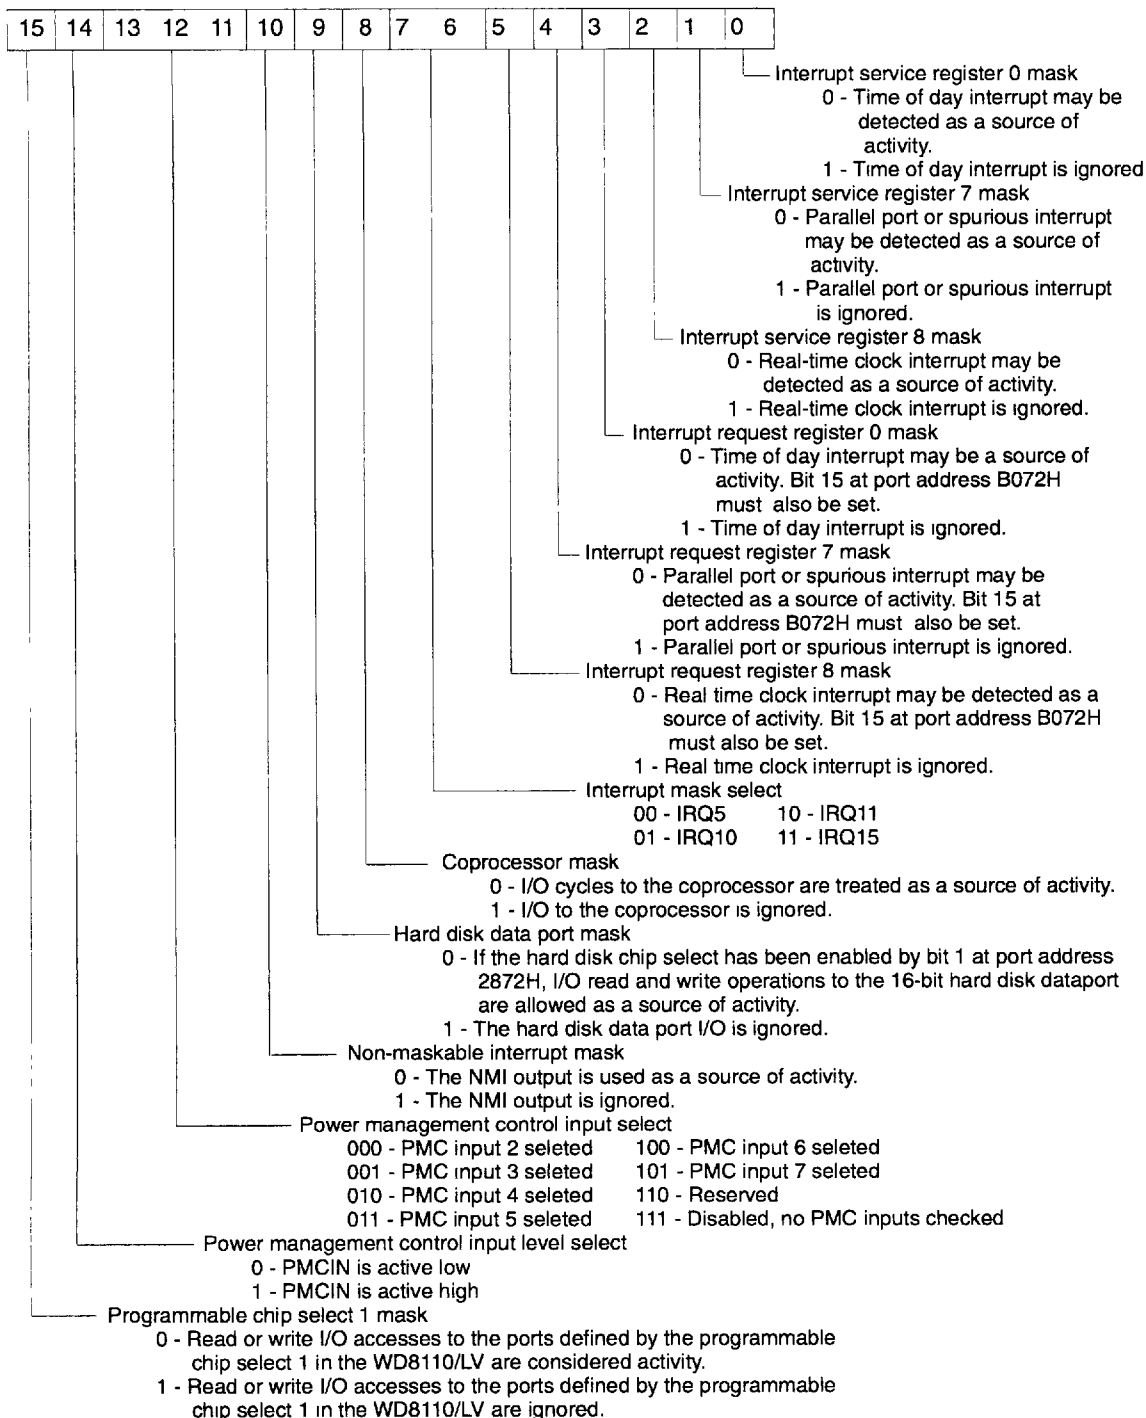 15 14 13 12 11 10 9 8 7 6 5 4 3 2 1 0
Interrupt service register 0 mask
0 - Time of day interrupt may be
detected as a source of
activity.
1 - Time of day interrupt is ignored
Interrupt service register 7 mask
0 - Parallel port or spurious interrupt
may be detected as a source of
activity.
1 - Parallel port or spurious interrupt
is ignored.
Interrupt service register 8 mask
0 - Real-time clock interrupt may be
detected as a source of activity.
1 - Real-time clock interrupt is ignored.
Interrupt request register 0 mask
0 - Time of day interrupt may be a source of
activity. Bit 15 at port address B072H
must also be set.
1 - Time of day interrupt is ignored.
Interrupt request register 7 mask
0 - Parallel port or spurious interrupt may be
detected as a source of activity. Bit 15 at
port address B072H must also be set.
1 - Parallel port or spurious interrupt is ignored.
Interrupt request register 8 mask
0 - Real time clock interrupt may be detected as a
source of activity. Bit 15 at port address B072H
must also be set.
1 - Real time clock interrupt is ignored.
Interrupt mask select
00 - IRQ5 10 - IRQ11
01 - IRQ10 11 - IRQ15
Coprocessor mask
0 - I/O cycles to the coprocessor are treated as a source of activity.
1 - I/O to the coprocessor is ignored.
Hard disk data port mask
0 - If the hard disk chip select has been enabled by bit 1 at port address
2872H, I/O read and write operations to the 16-bit hard disk dataport
are allowed as a source of activity.
1 - The hard disk data port I/O is ignored.
Non-maskable interrupt mask
0 - The NMI output is used as a source of activity.
1 - The NMI output is ignored.
Power management control input select
000 - PMC input 2 seleted 100 - PMC input 6 seleted
001 - PMC input 3 seleted 101 - PMC input 7 seleted
010 - PMC input 4 seleted 110 - Reserved
011 - PMC input 5 seleted 111 - Disabled, no PMC inputs checked
Power management control input level select
0 - PMCIN is active low
1 - PMCIN is active high
Programmable chip select 1 mask
0 - Read or write I/O accesses to the ports defined by the programmable
chip select 1 in the WD8110/LV are considered activity.
1 - Read or write I/O accesses to the ports defined by the programmable
chip select 1 in the WD8110/LV are ignored.